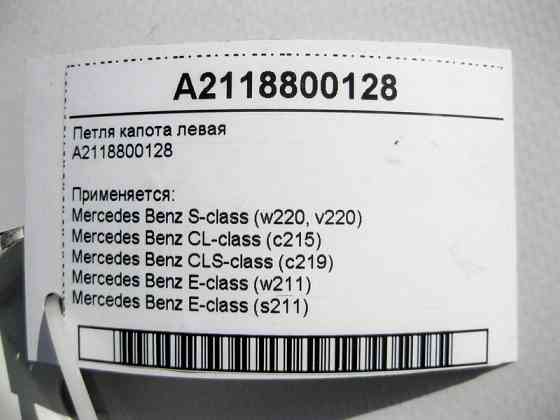 A2118800128
Петля капота левая
A2118800128
Применяется:
Mercedes Benz S-class (w220, v220)
Mercedes Benz CL-class (c215)
Mercedes Benz CLS-class (c219)
Mercedes Benz E-class (w211)
Mercedes Benz E-class (s211)